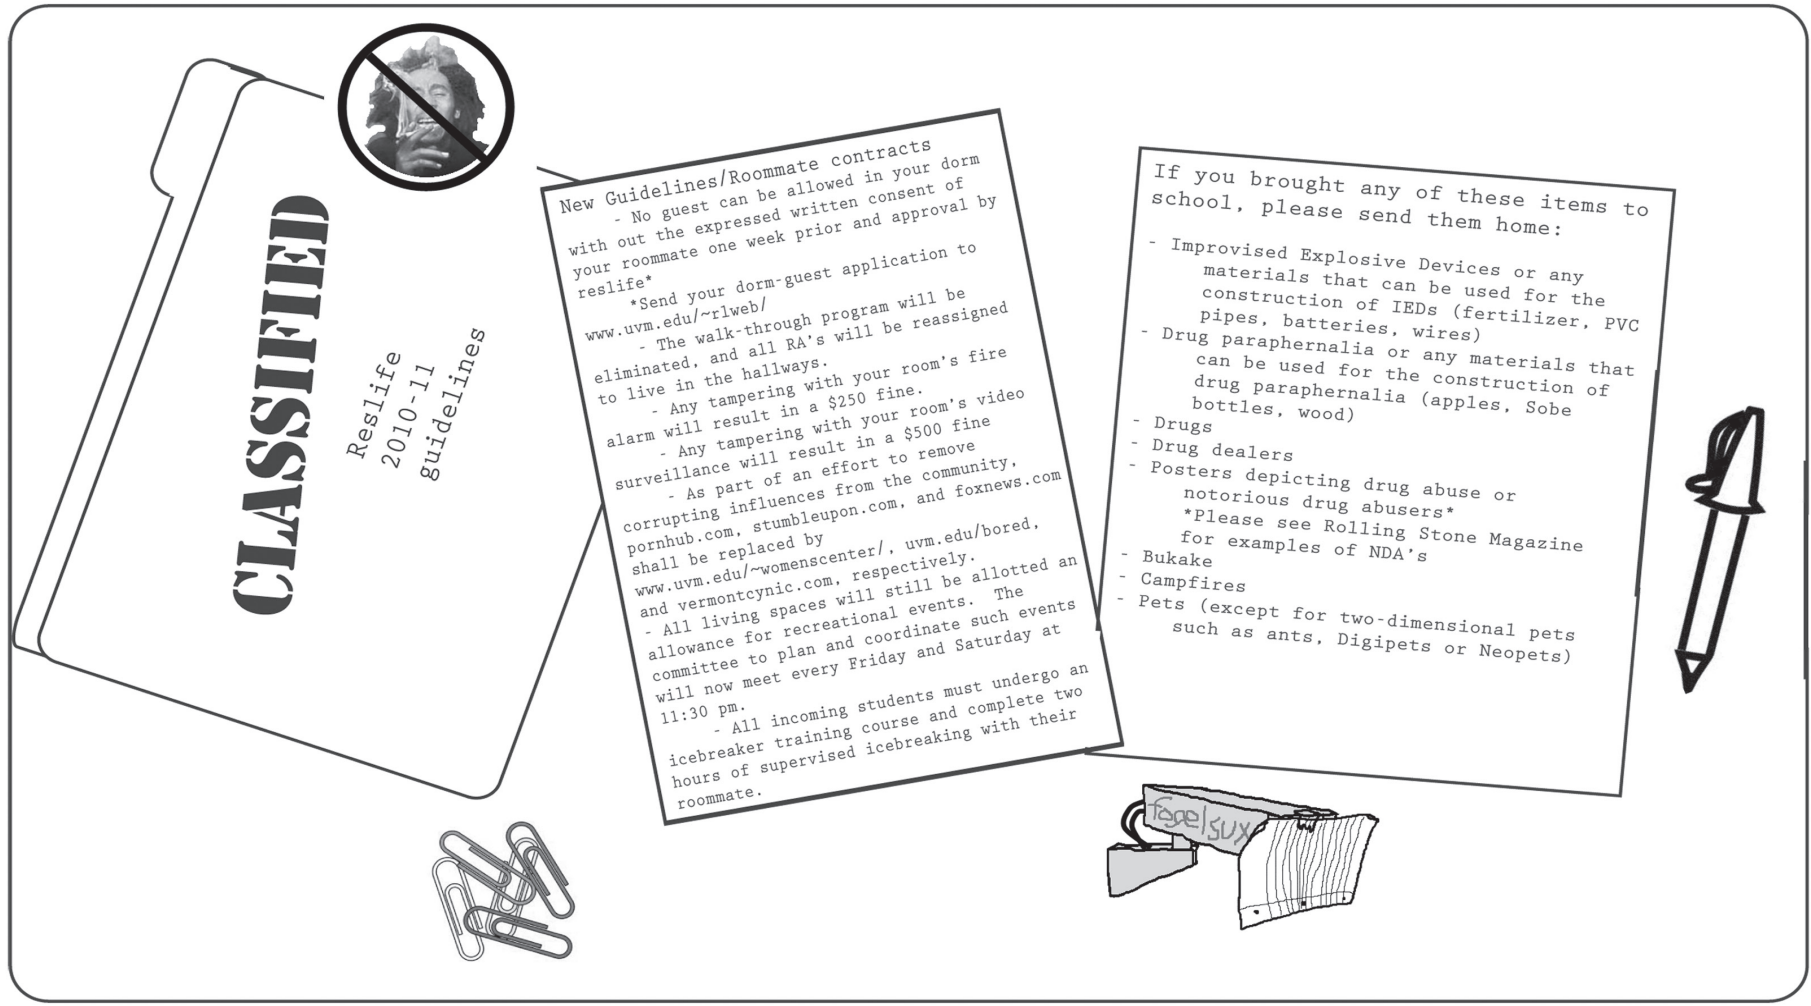 CLASSIFIED
Reslife
2010-11
guidelines
New Guidelines/Roommate contracts
- No guest can be allowed in your dorm
with out the expressed written consent of
your roommate one week prior and approval by
reslife*
*Send your dorm-guest application to
www.uvm.edu/~rlweb/
- The walk-through program will be
eliminated, and all RA's will be reassigned
to live in the hallways.
- Any tampering with your room's fire
alarm will result in a $250 fine.
- Any tampering with your room's video
surveillance will result in a $500 fine
- As part of an effort to remove
corrupting influences from the community,
pornhub.com, stumbleupon.com, and foxnews.com
shall be replaced by
www.uvm.edu/~womenscenter/, uvm.edu/bored,
and vermontcynic.com, respectively.
- All living spaces will still be allotted an
allowance for recreational events. The
committee to plan and coordinate such events
will now meet every Friday and Saturday at
11:30 pm.
- All incoming students must undergo an
icebreaker training course and complete two
hours of supervised icebreaking with their
roommate.
If you brought any of these items to
school, please send them home:
- Improvised Explosive Devices or any
materials that can be used for the
construction of IEDs (fertilizer, PVC
pipes, batteries, wires)
- Drug paraphernalia or any materials that
can be used for the construction of
drug paraphernalia (apples, Sobe
bottles, wood)
- Drugs
- Drug dealers
- Posters depicting drug abuse or
notorious drug abusers*
*Please see Rolling Stone Magazine
for examples of NDA's
- Bukake
- Campfires
- Pets (except for two-dimensional pets
such as ants, Digipets or Neopets)
fogel sux